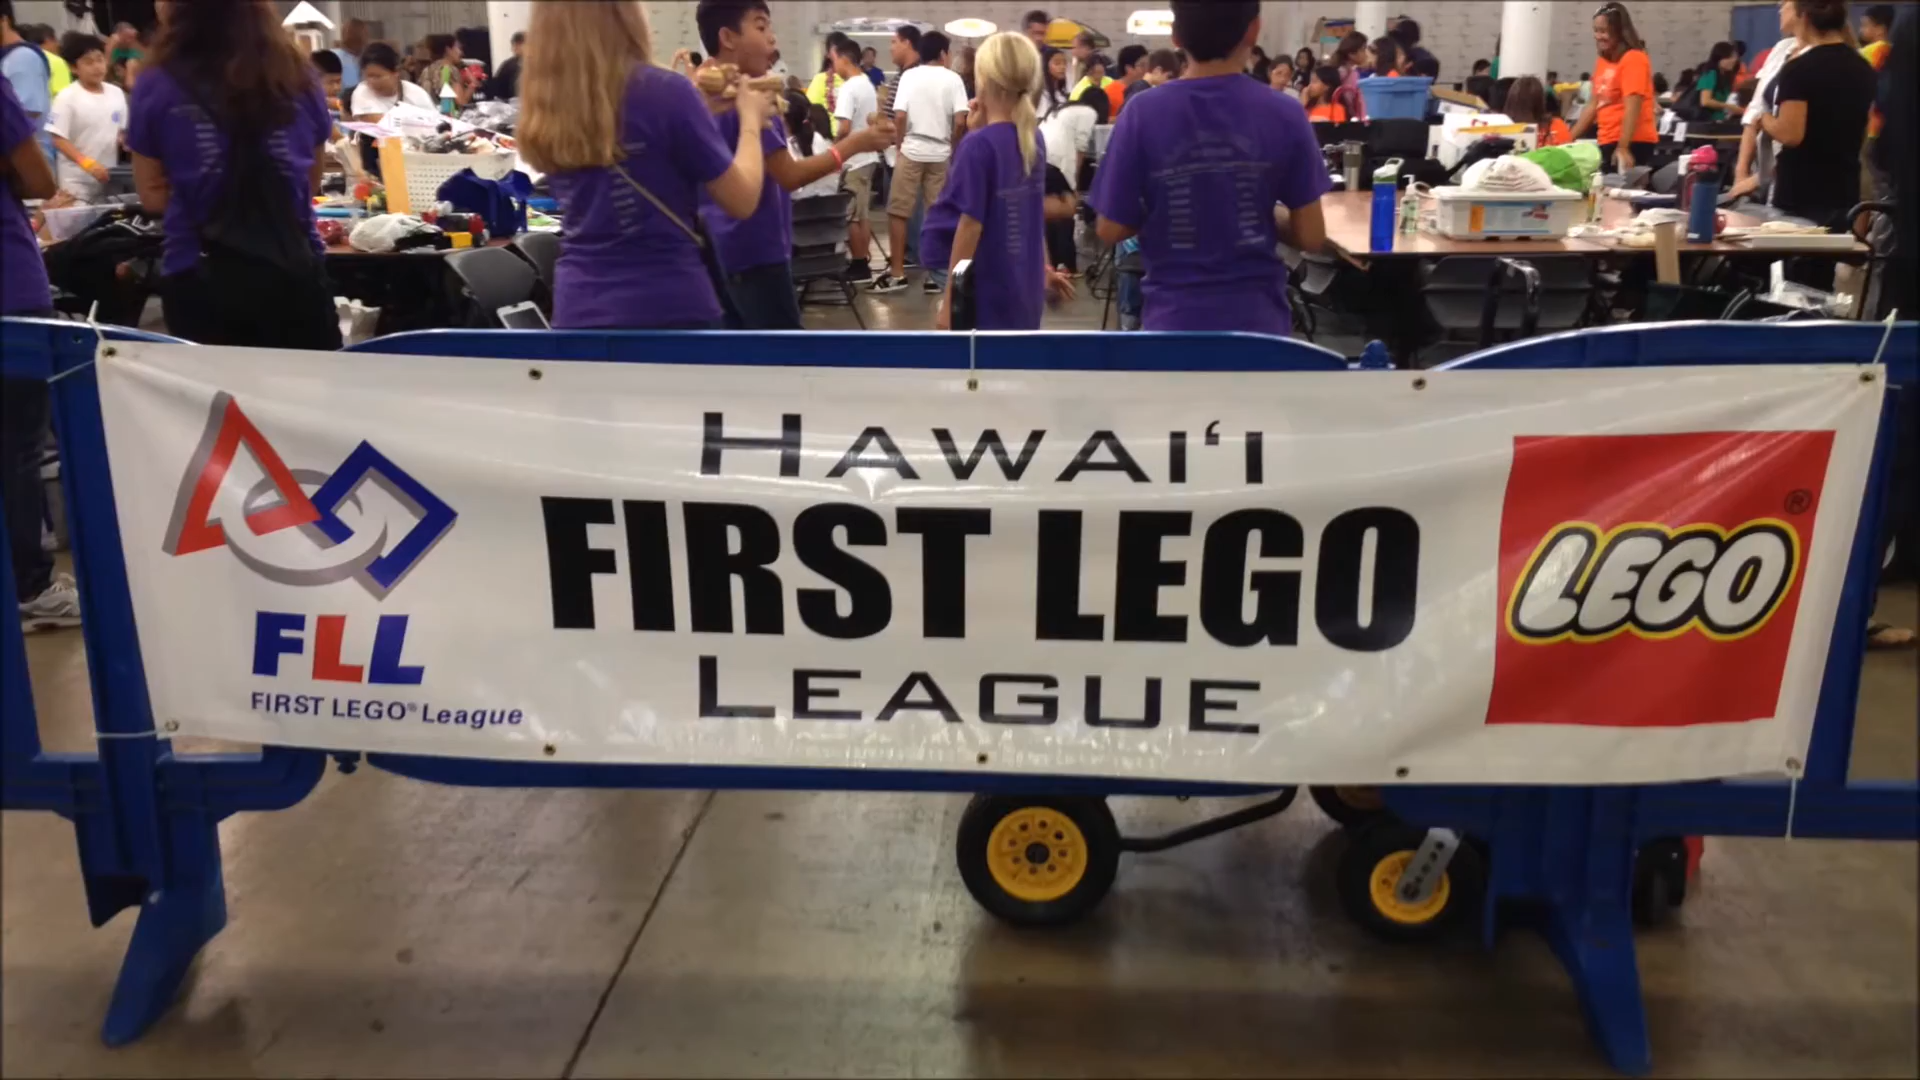 HAWAI‘I
FIRST LEGO
LEAGUE
FLL
FIRST LEGO® League
LEGO®